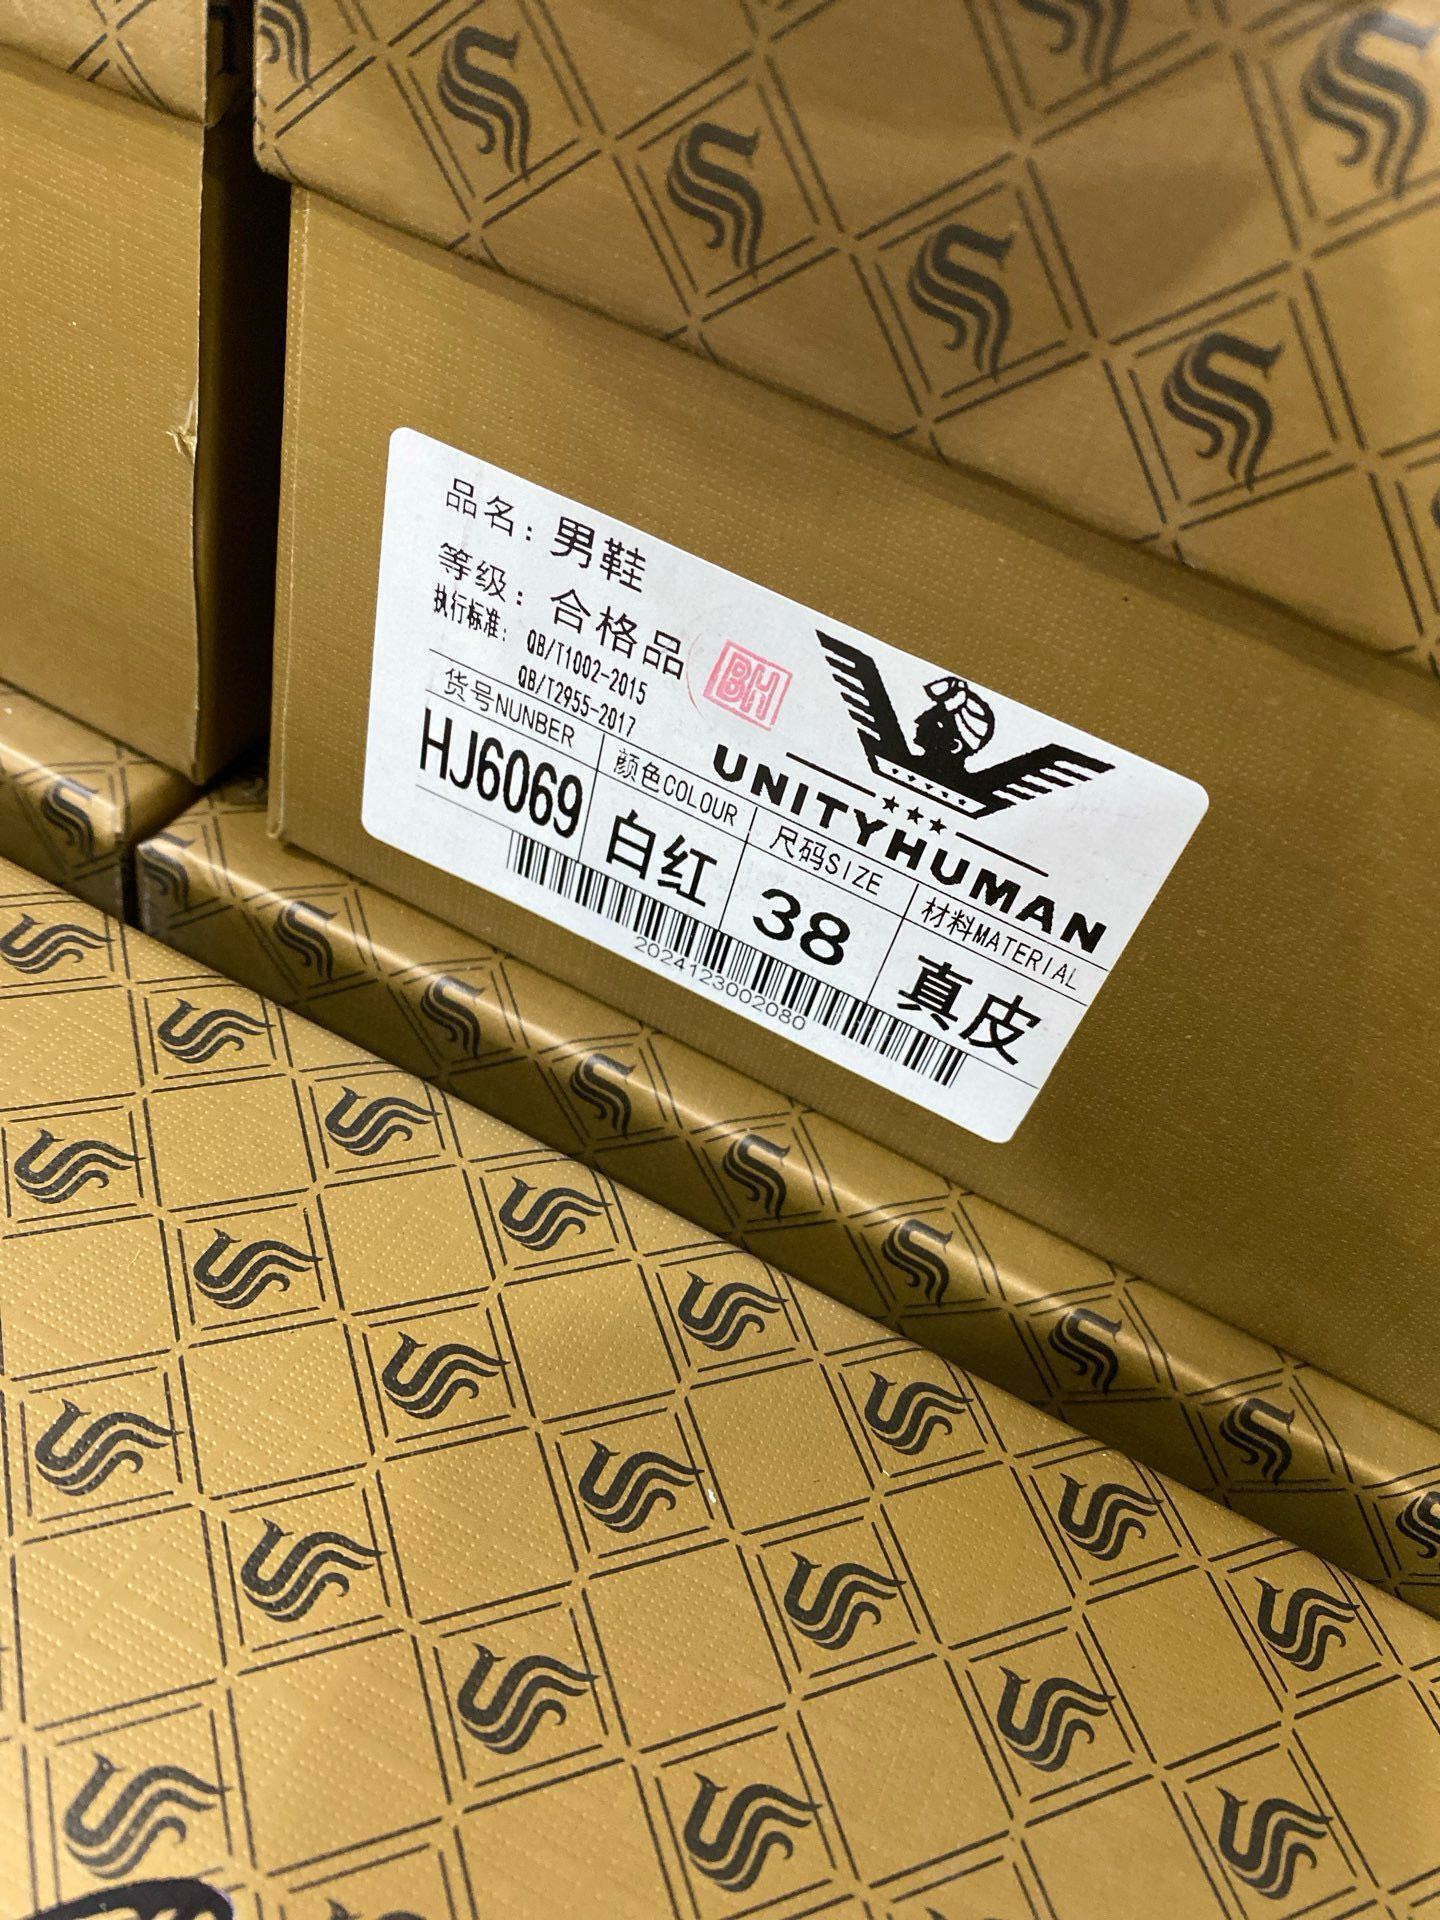 品名：男鞋
等级：合格品
执行标准：QB/T1002-2015
QB/T2955-2017
BH
UNITYHUMAN
货号NUNBER 颜色COLOUR 尺码SIZE 材料MATERIAL
HJ6069 白红 38 真皮
2024123002080